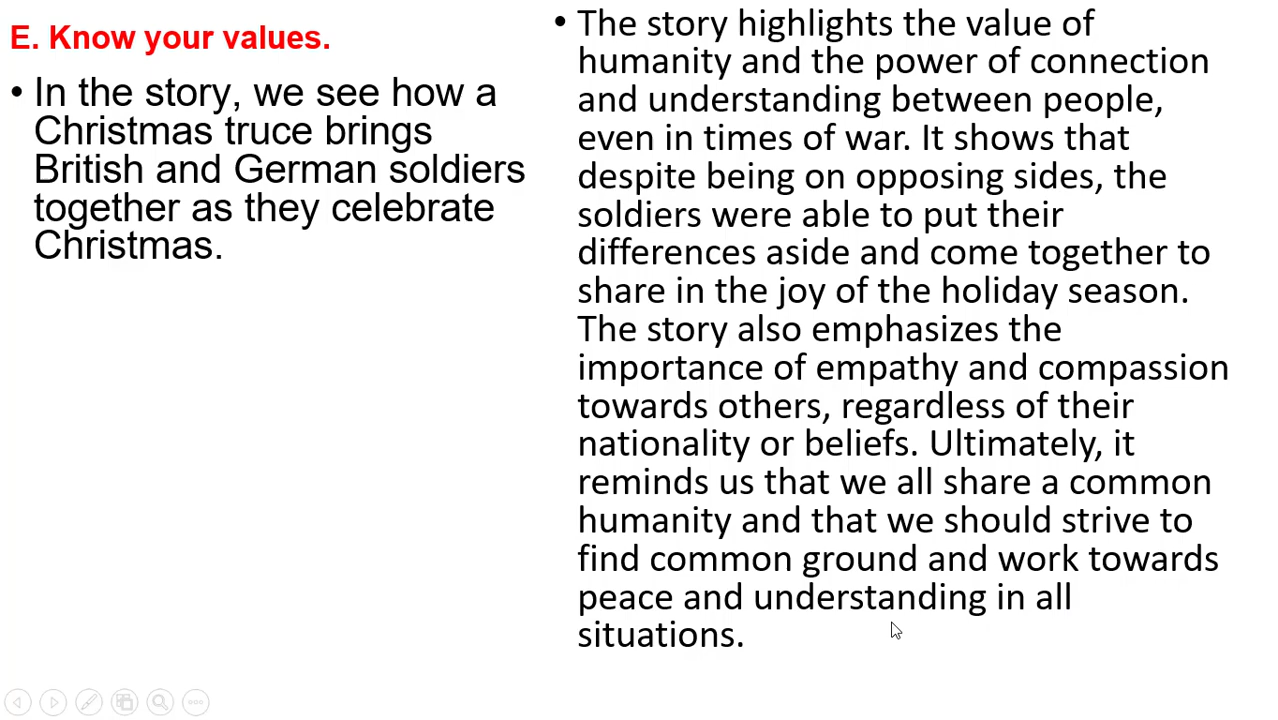 E. Know your values.
• In the story, we see how a
Christmas truce brings
British and German soldiers
together as they celebrate
Christmas.
• The story highlights the value of
humanity and the power of connection
and understanding between people,
even in times of war. It shows that
despite being on opposing sides, the
soldiers were able to put their
differences aside and come together to
share in the joy of the holiday season.
The story also emphasizes the
importance of empathy and compassion
towards others, regardless of their
nationality or beliefs. Ultimately, it
reminds us that we all share a common
humanity and that we should strive to
find common ground and work towards
peace and understanding in all
situations.